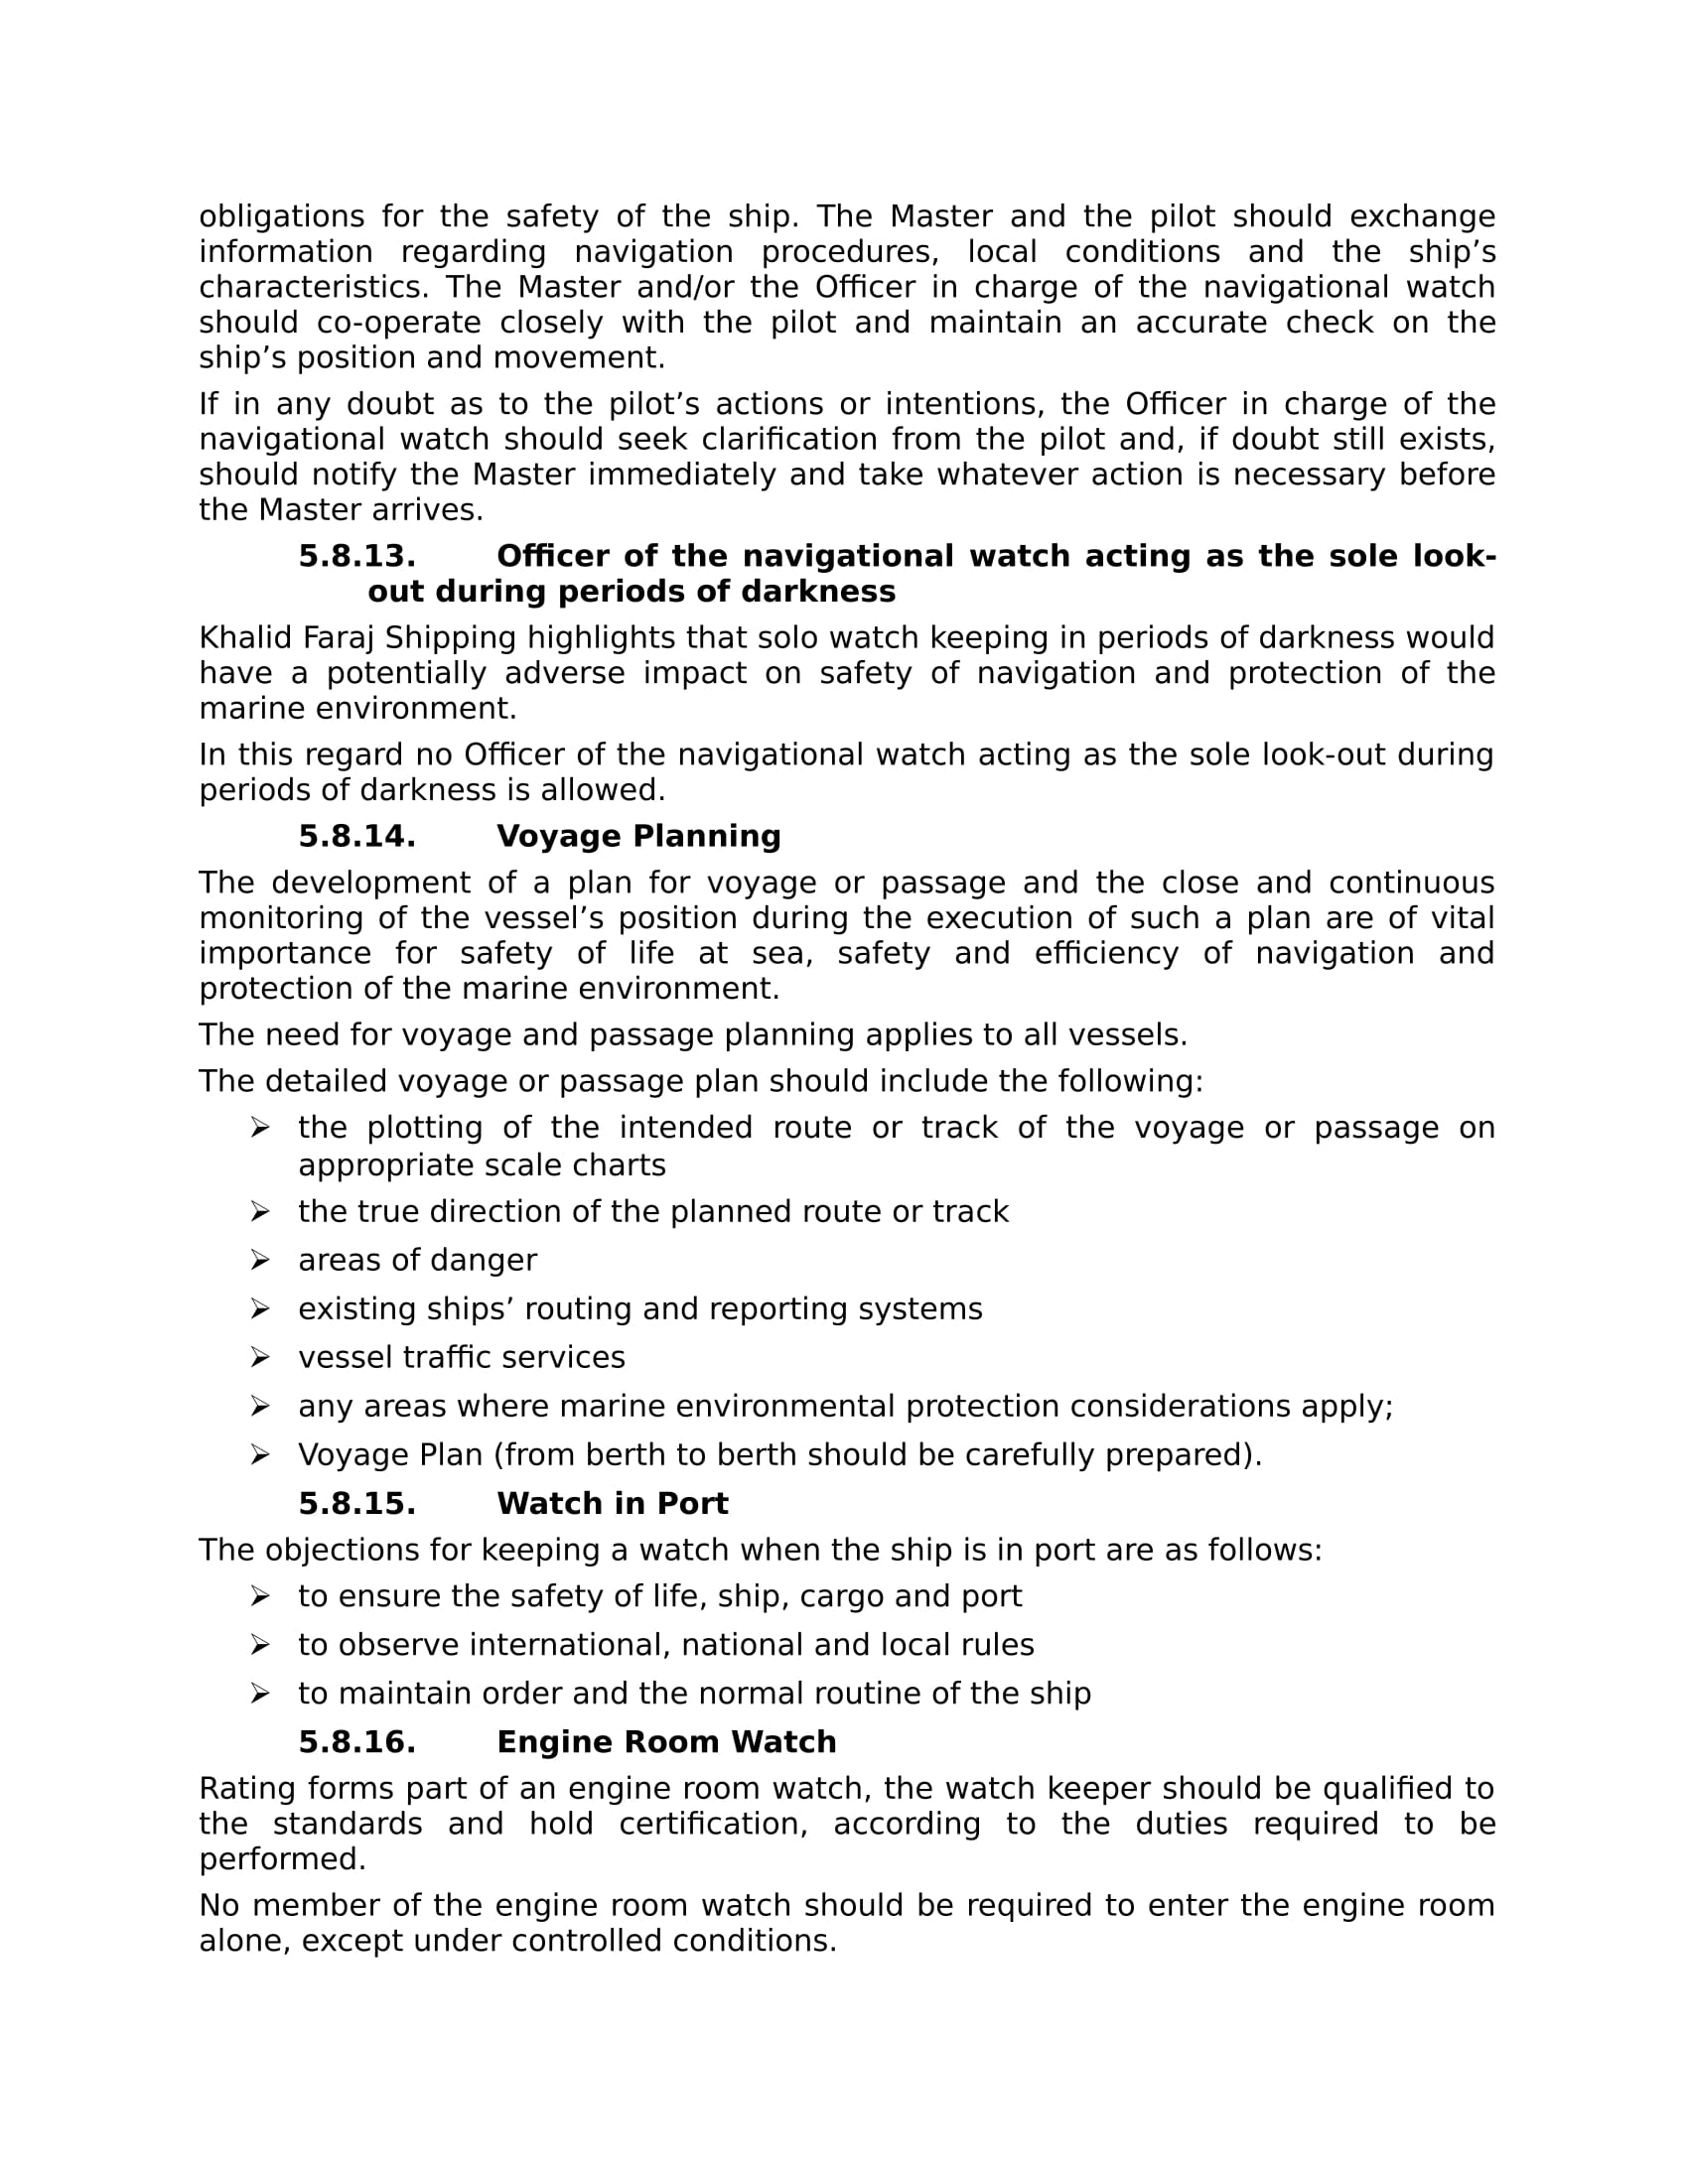 obligations for the safety of the ship. The Master and the pilot should exchange
information regarding navigation procedures, local conditions and the ship’s
characteristics. The Master and/or the Officer in charge of the navigational watch
should co-operate closely with the pilot and maintain an accurate check on the
ship’s position and movement.
If in any doubt as to the pilot’s actions or intentions, the Officer in charge of the
navigational watch should seek clarification from the pilot and, if doubt still exists,
should notify the Master immediately and take whatever action is necessary before
the Master arrives.
5.8.13. Officer of the navigational watch acting as the sole look-
out during periods of darkness
Khalid Faraj Shipping highlights that solo watch keeping in periods of darkness would
have a potentially adverse impact on safety of navigation and protection of the
marine environment.
In this regard no Officer of the navigational watch acting as the sole look-out during
periods of darkness is allowed.
5.8.14. Voyage Planning
The development of a plan for voyage or passage and the close and continuous
monitoring of the vessel’s position during the execution of such a plan are of vital
importance for safety of life at sea, safety and efficiency of navigation and
protection of the marine environment.
The need for voyage and passage planning applies to all vessels.
The detailed voyage or passage plan should include the following:
➢ the plotting of the intended route or track of the voyage or passage on
appropriate scale charts
➢ the true direction of the planned route or track
➢ areas of danger
➢ existing ships’ routing and reporting systems
➢ vessel traffic services
➢ any areas where marine environmental protection considerations apply;
➢ Voyage Plan (from berth to berth should be carefully prepared).
5.8.15. Watch in Port
The objections for keeping a watch when the ship is in port are as follows:
➢ to ensure the safety of life, ship, cargo and port
➢ to observe international, national and local rules
➢ to maintain order and the normal routine of the ship
5.8.16. Engine Room Watch
Rating forms part of an engine room watch, the watch keeper should be qualified to
the standards and hold certification, according to the duties required to be
performed.
No member of the engine room watch should be required to enter the engine room
alone, except under controlled conditions.